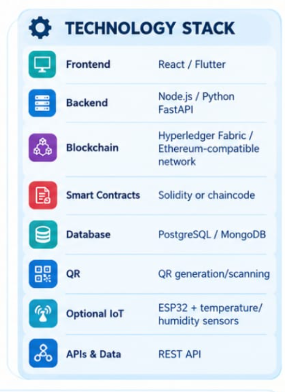 TECHNOLOGY STACK
Frontend React / Flutter
Backend Node.js / Python
FastAPI
Blockchain Hyperledger Fabric /
Ethereum-compatible
network
Smart Contracts Solidity or chaincode
Database PostgreSQL / MongoDB
QR QR generation/scanning
Optional IoT ESP32 + temperature/
humidity sensors
APIs & Data REST API